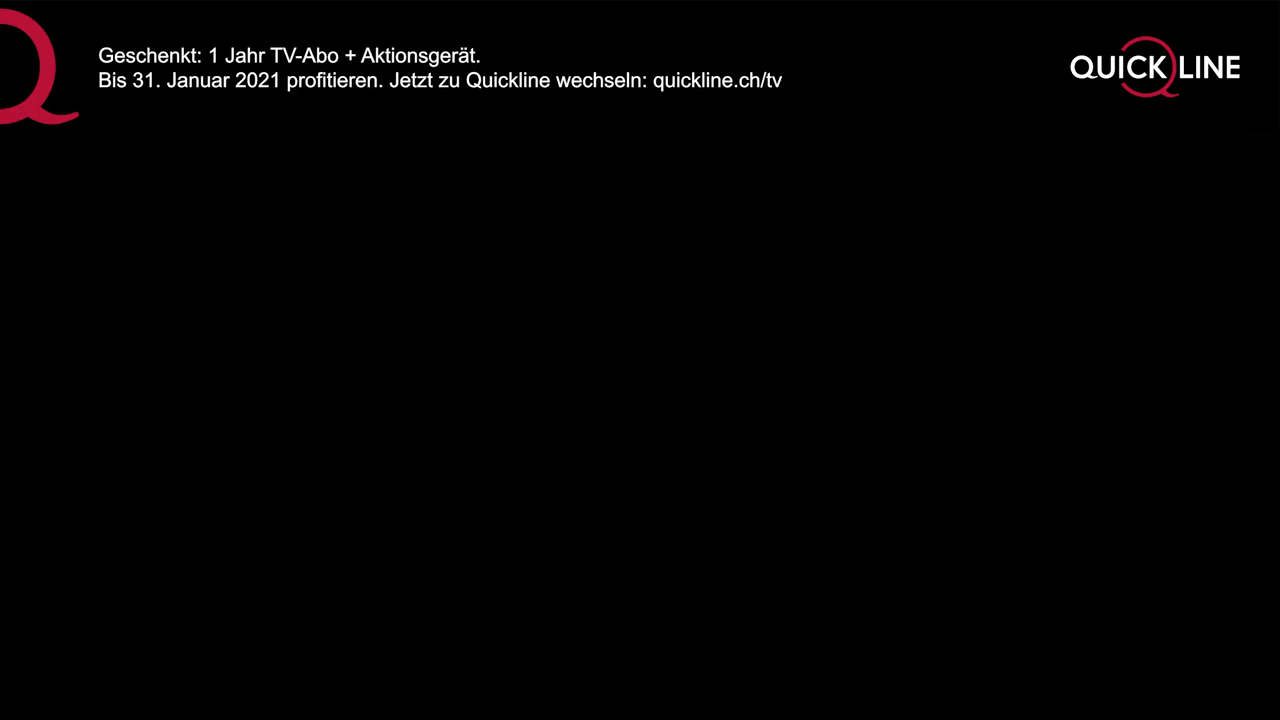 Geschenkt: 1 Jahr TV-Abo + Aktionsgerät.
Bis 31. Januar 2021 profitieren. Jetzt zu Quickline wechseln: quickline.ch/tv
QUICKLINE